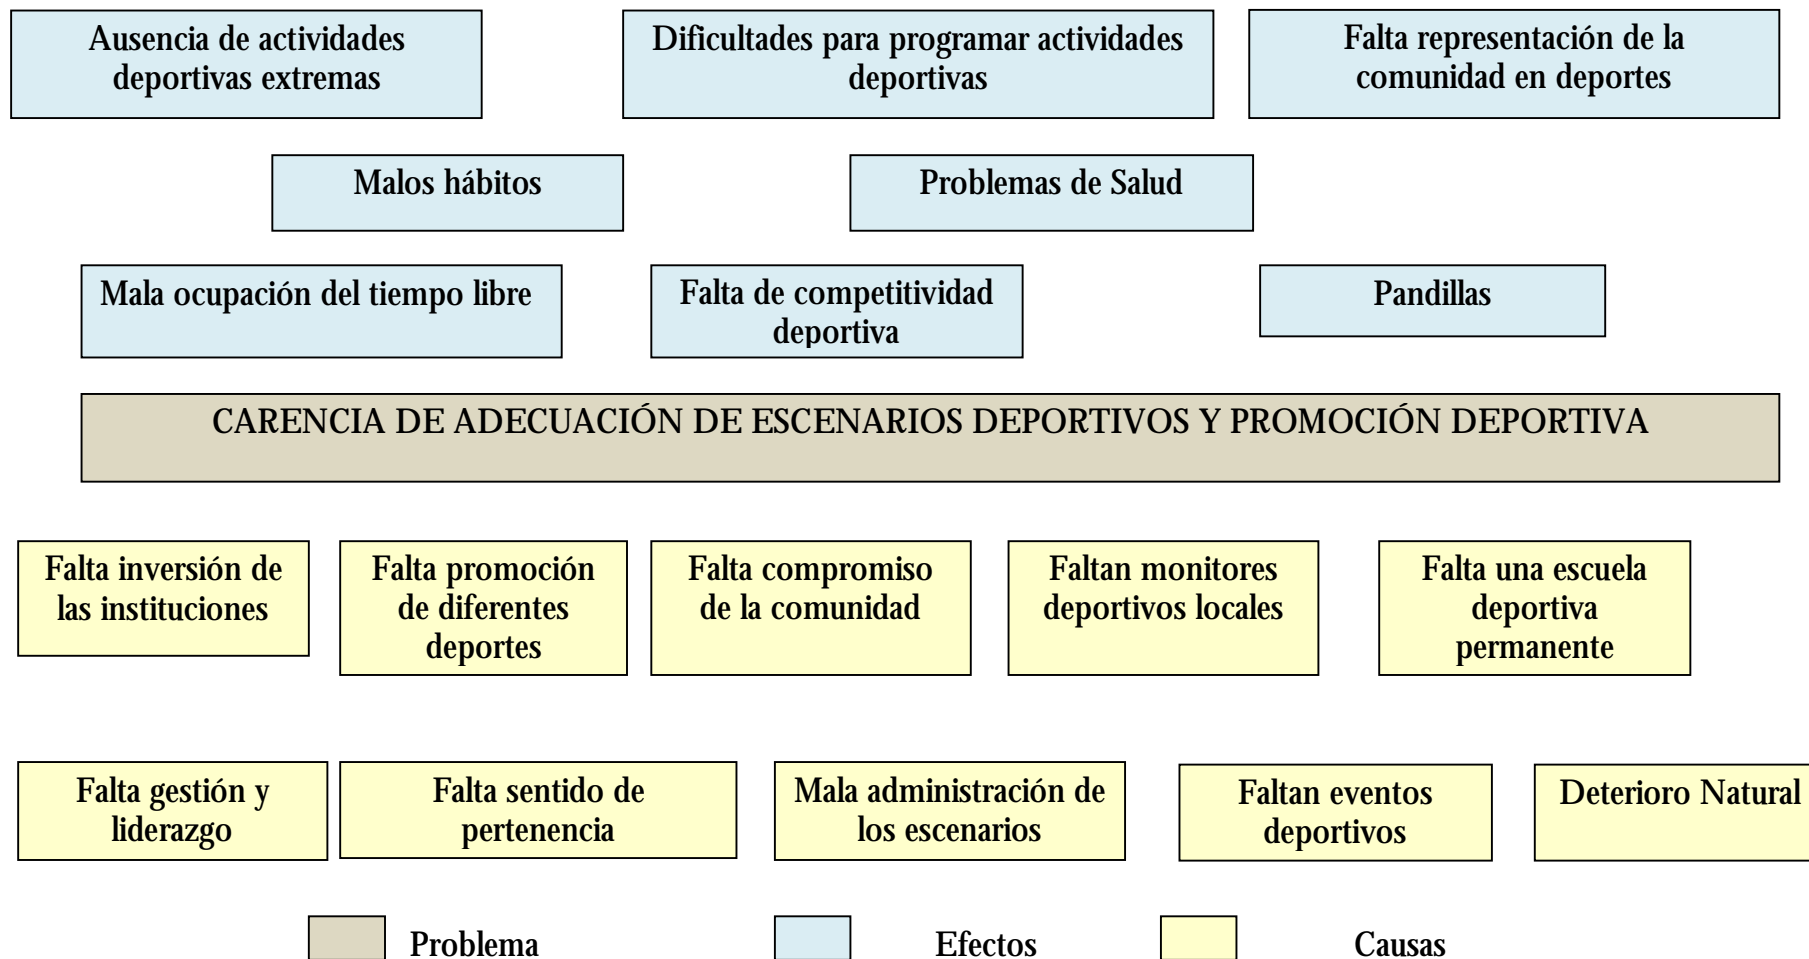 Ausencia de actividades
deportivas extremas
Dificultades para programar actividades
deportivas
Falta representación de la
comunidad en deportes
Malos hábitos
Problemas de Salud
Mala ocupación del tiempo libre
Falta de competitividad
deportiva
Pandillas
CARENCIA DE ADECUACIÓN DE ESCENARIOS DEPORTIVOS Y PROMOCIÓN DEPORTIVA
Falta inversión de
las instituciones
Falta promoción
de diferentes
deportes
Falta compromiso
de la comunidad
Faltan monitores
deportivos locales
Falta una escuela
deportiva
permanente
Falta gestión y
liderazgo
Falta sentido de
pertenencia
Mala administración de
los escenarios
Faltan eventos
deportivos
Deterioro Natural
Problema
Efectos
Causas